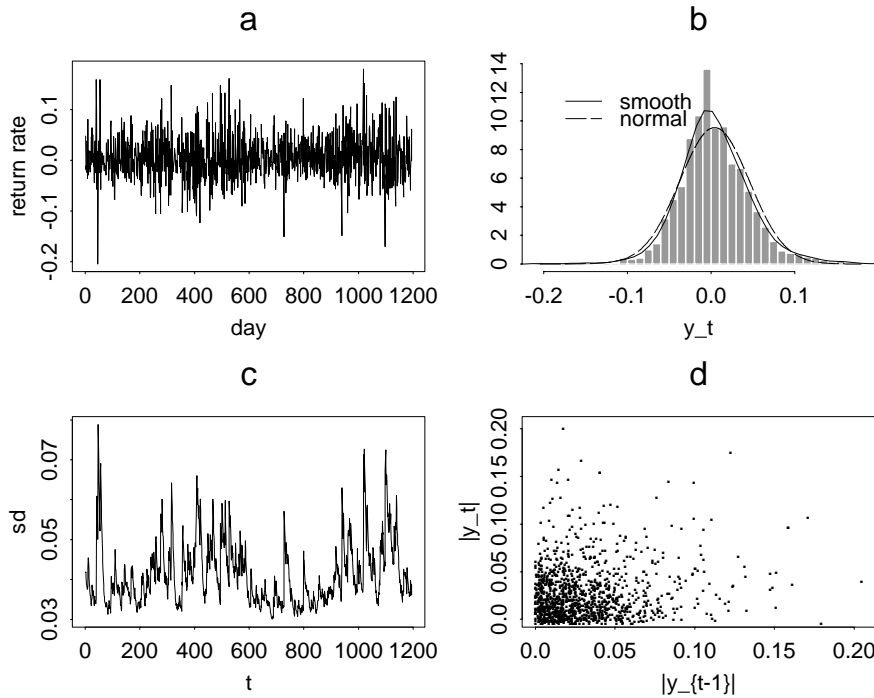 a
return rate
-0.2 -0.1 0.0 0.1
0 200 400 600 800 1000 1200
day
b
0 2 4 6 8 10 12 14
smooth
normal
-0.2 -0.1 0.0 0.1
y_t
c
sd
0.03 0.05 0.07
0 200 400 600 800 1000 1200
t
d
|y_t|
0.0 0.05 0.10 0.15 0.20
0.0 0.05 0.10 0.15 0.20
|y_{t-1}|